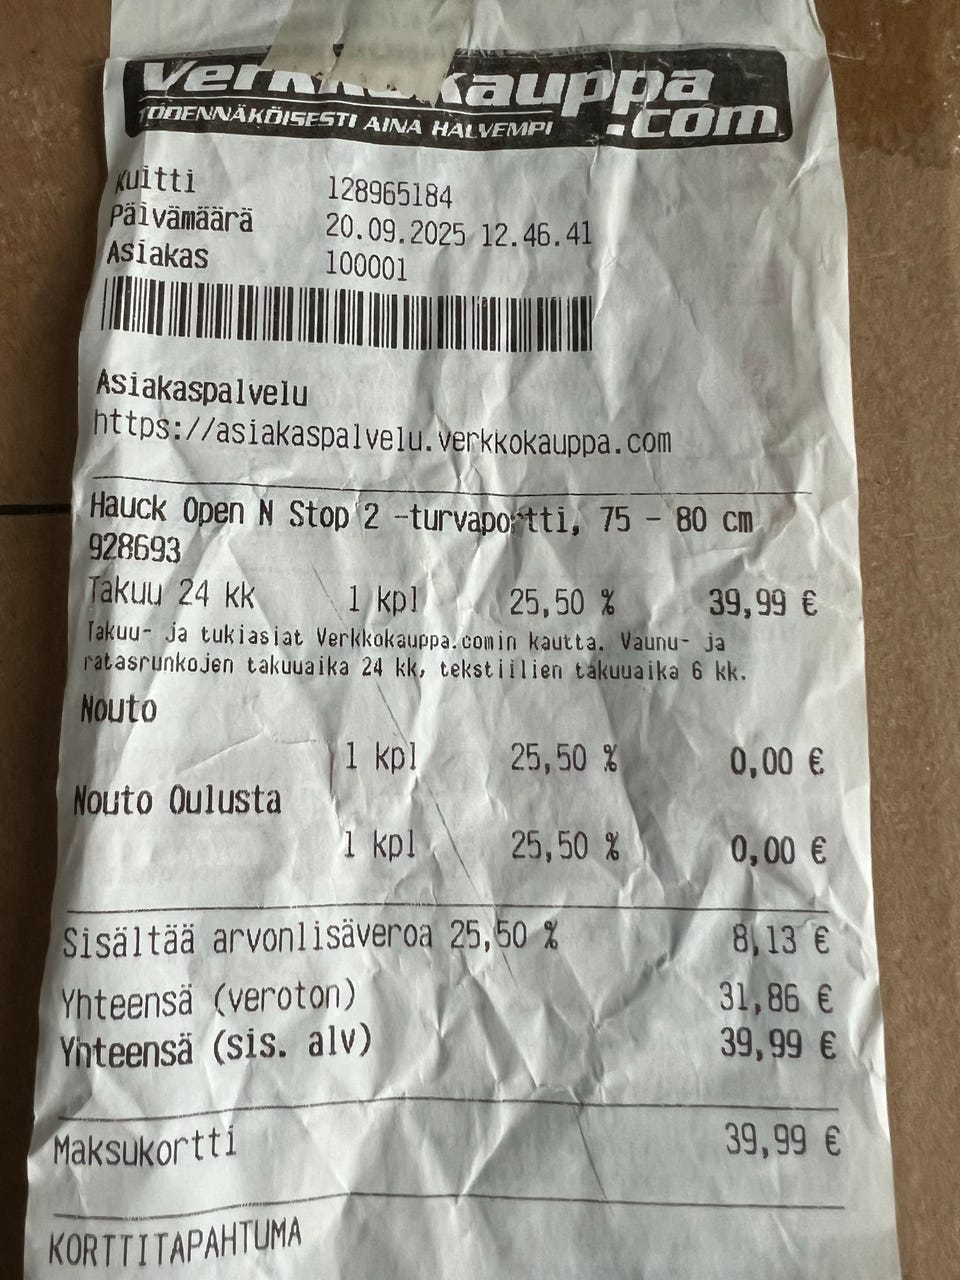 .com
TODENNÄKÖISESTI AINA HALVEMPI
Kuitti 128965184
Päivämäärä 20.09.2025 12.46.41
Asiakas 100001
Asiakaspalvelu
https://asiakaspalvelu.verkkokauppa.com
Hauck Open N Stop 2 -turvaportti, 75 - 80 cm
928693
Takuu 24 kk 1 kpl 25,50 % 39,99 €
Takuu- ja tukiasiat Verkkokauppa.comin kautta. Vaunu- ja
ratasrunkojen takuuaika 24 kk, tekstiilien takuuaika 6 kk.
Nouto
1 kpl 25,50 % 0,00 €
Nouto Oulusta
1 kpl 25,50 % 0,00 €
Sisältää arvonlisäveroa 25,50 % 8,13 €
Yhteensä (veroton) 31,86 €
Yhteensä (sis. alv) 39,99 €
Maksukortti 39,99 €
KORTTITAPAHTUMA